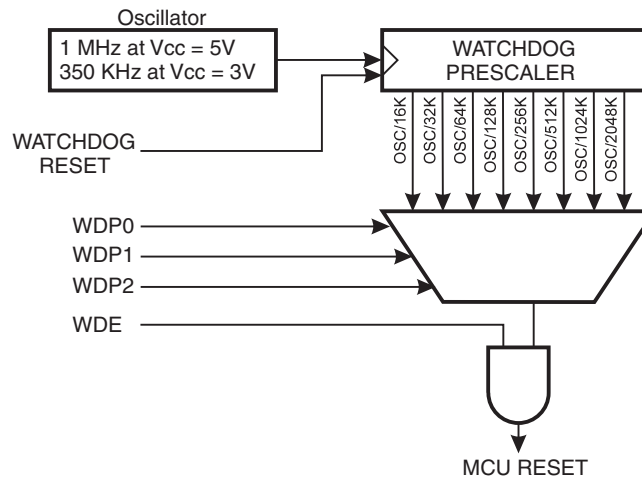 Oscillator
1 MHz at Vcc = 5V
350 KHz at Vcc = 3V
WATCHDOG
PRESCALER
OSC/16K
OSC/32K
OSC/64K
OSC/128K
OSC/256K
OSC/512K
OSC/1024K
OSC/2048K
WATCHDOG
RESET
WDP0
WDP1
WDP2
WDE
MCU RESET